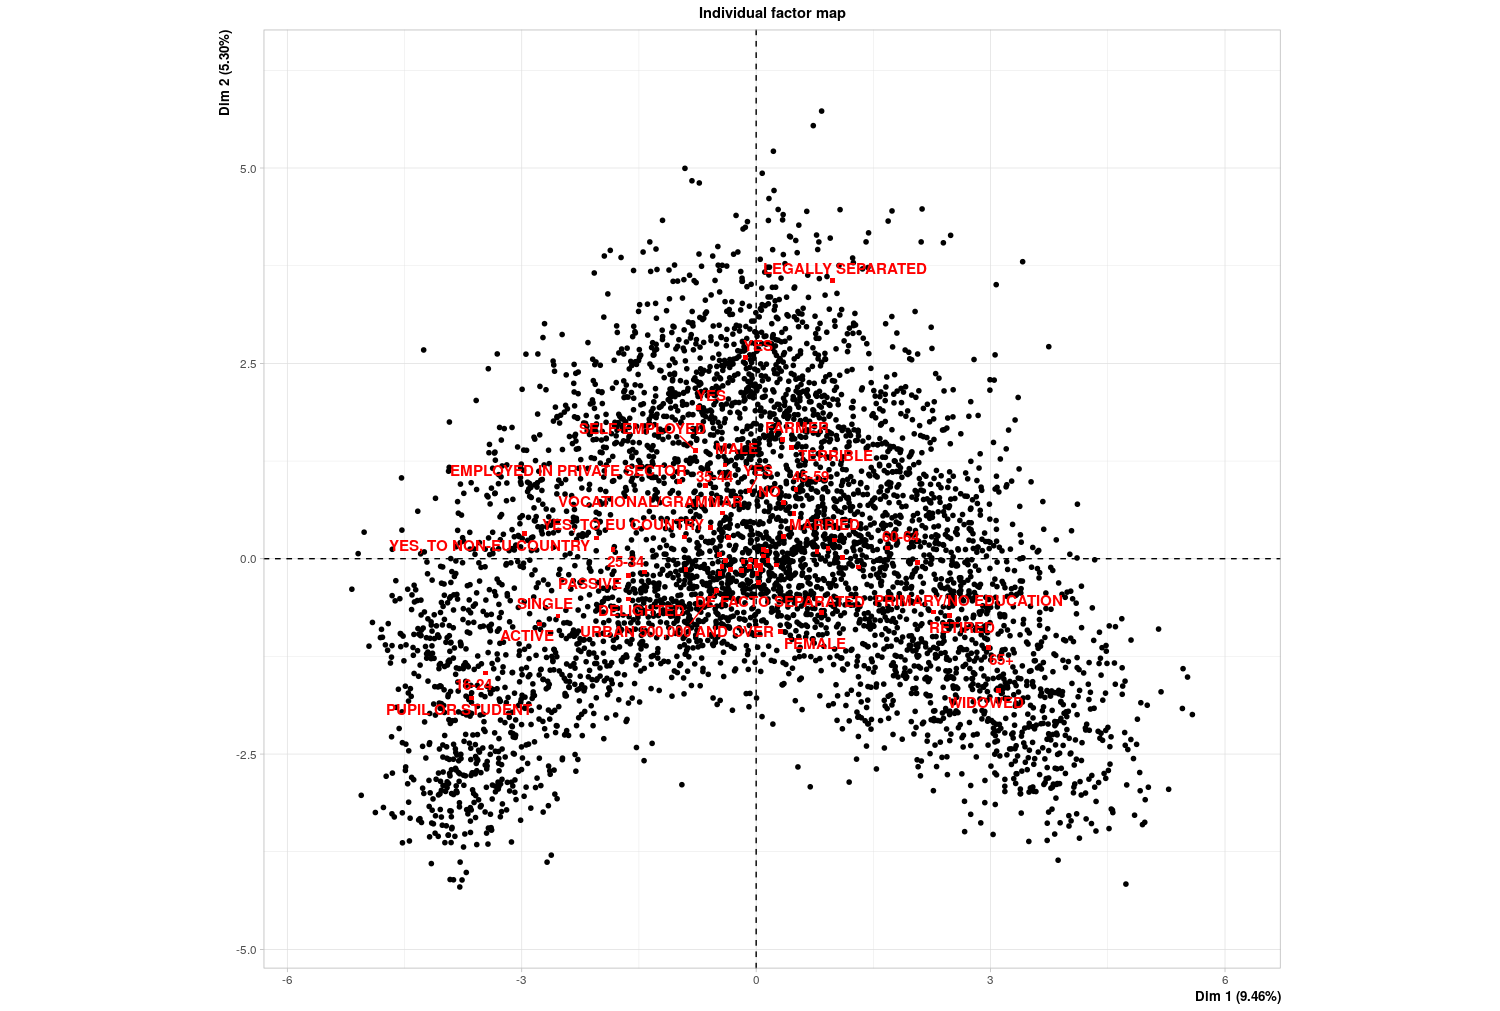 Individual factor map
Dim 2 (5.30%)
5.0
2.5
0.0
-2.5
-5.0
LEGALLY SEPARATED
YES
YES
SELF EMPLOYED
FARMER
MALE
TERRIBLE
EMPLOYED IN PRIVATE SECTOR
35-44
YES
45-59
NO
VOCATIONAL/GRAMMAR
YES, TO EU COUNTRY
MARRIED
60-64
YES, TO NON-EU COUNTRY
25-34
PASSIVE
SINGLE
DELIGHTED
DE FACTO SEPARATED
PRIMARY/NO EDUCATION
ACTIVE
URBAN 500,000 AND OVER
FEMALE
RETIRED
65+
16-24
PUPIL OR STUDENT
WIDOWED
-6
-3
0
3
6
Dim 1 (9.46%)